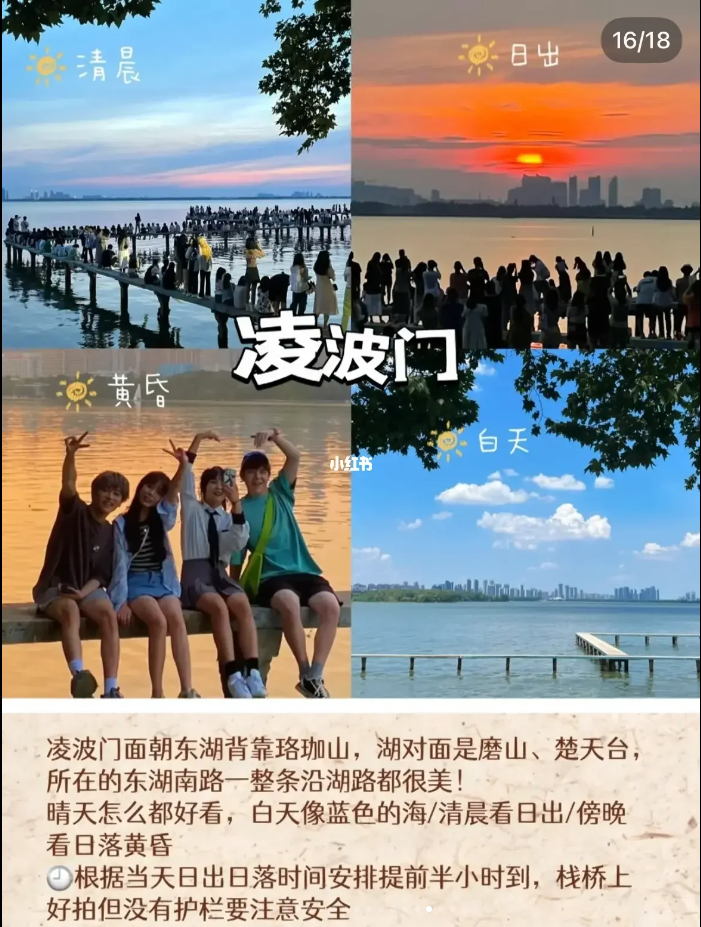 16/18
清晨
日出
凌波门
黄昏
白天
小红书
凌波门面朝东湖背靠珞珈山，湖对面是磨山、楚天台，
所在的东湖南路一整条沿湖路都很美！
晴天怎么都好看，白天像蓝色的海/清晨看日出/傍晚
看日落黄昏
🕘根据当天日出日落时间安排提前半小时到，栈桥上
好拍但没有护栏要注意安全